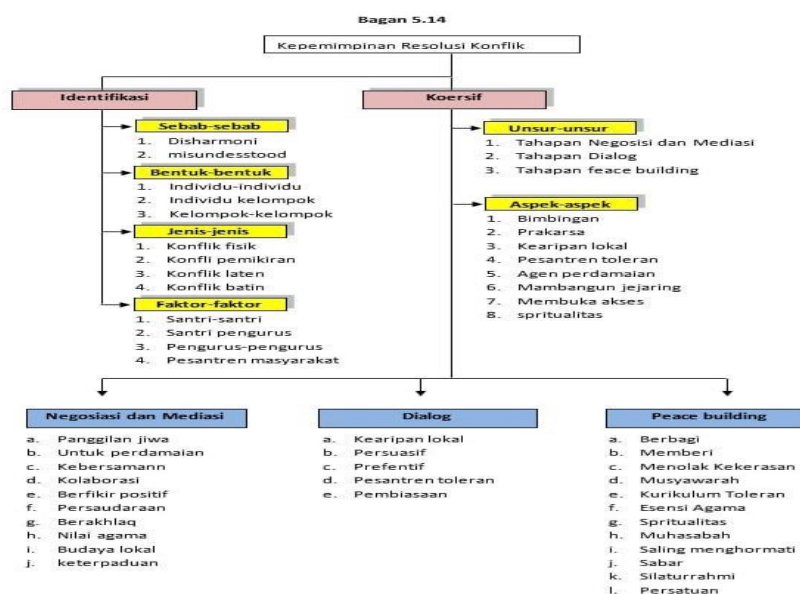 Bagan 5.14
Kepemimpinan Resolusi Konflik
Identifikasi
Koersif
Sebab-sebab
1. Disharmoni
2. misundesstood
Bentuk-bentuk
1. Individu-individu
2. Individu kelompok
3. Kelompok-kelompok
Jenis-jenis
1. Konflik fisik
2. Konfli pemikiran
3. Konflik laten
4. Konflik batin
Faktor-faktor
1. Santri-santri
2. Santri pengurus
3. Pengurus-pengurus
4. Pesantren masyarakat
Unsur-unsur
1. Tahapan Negosisi dan Mediasi
2. Tahapan Dialog
3. Tahapan feace building
Aspek-aspek
1. Bimbingan
2. Prakarsa
3. Kearipan lokal
4. Pesantren toleran
5. Agen perdamaian
6. Mambangun jejaring
7. Membuka akses
8. spritualitas
Negosiasi dan Mediasi
a. Panggilan jiwa
b. Untuk perdamaian
c. Kebersamann
d. Kolaborasi
e. Berfikir positif
f. Persaudaraan
g. Berakhlaq
h. Nilai agama
i. Budaya lokal
j. keterpaduan
Dialog
a. Kearipan lokal
b. Persuasif
c. Prefentif
d. Pesantren toleran
e. Pembiasaan
Peace building
a. Berbagi
b. Memberi
c. Menolak Kekerasan
d. Musyawarah
e. Kurikulum Toleran
f. Esensi Agama
g. Spritualitas
h. Muhasabah
i. Saling menghormati
j. Sabar
k. Silaturrahmi
l. Persatuan